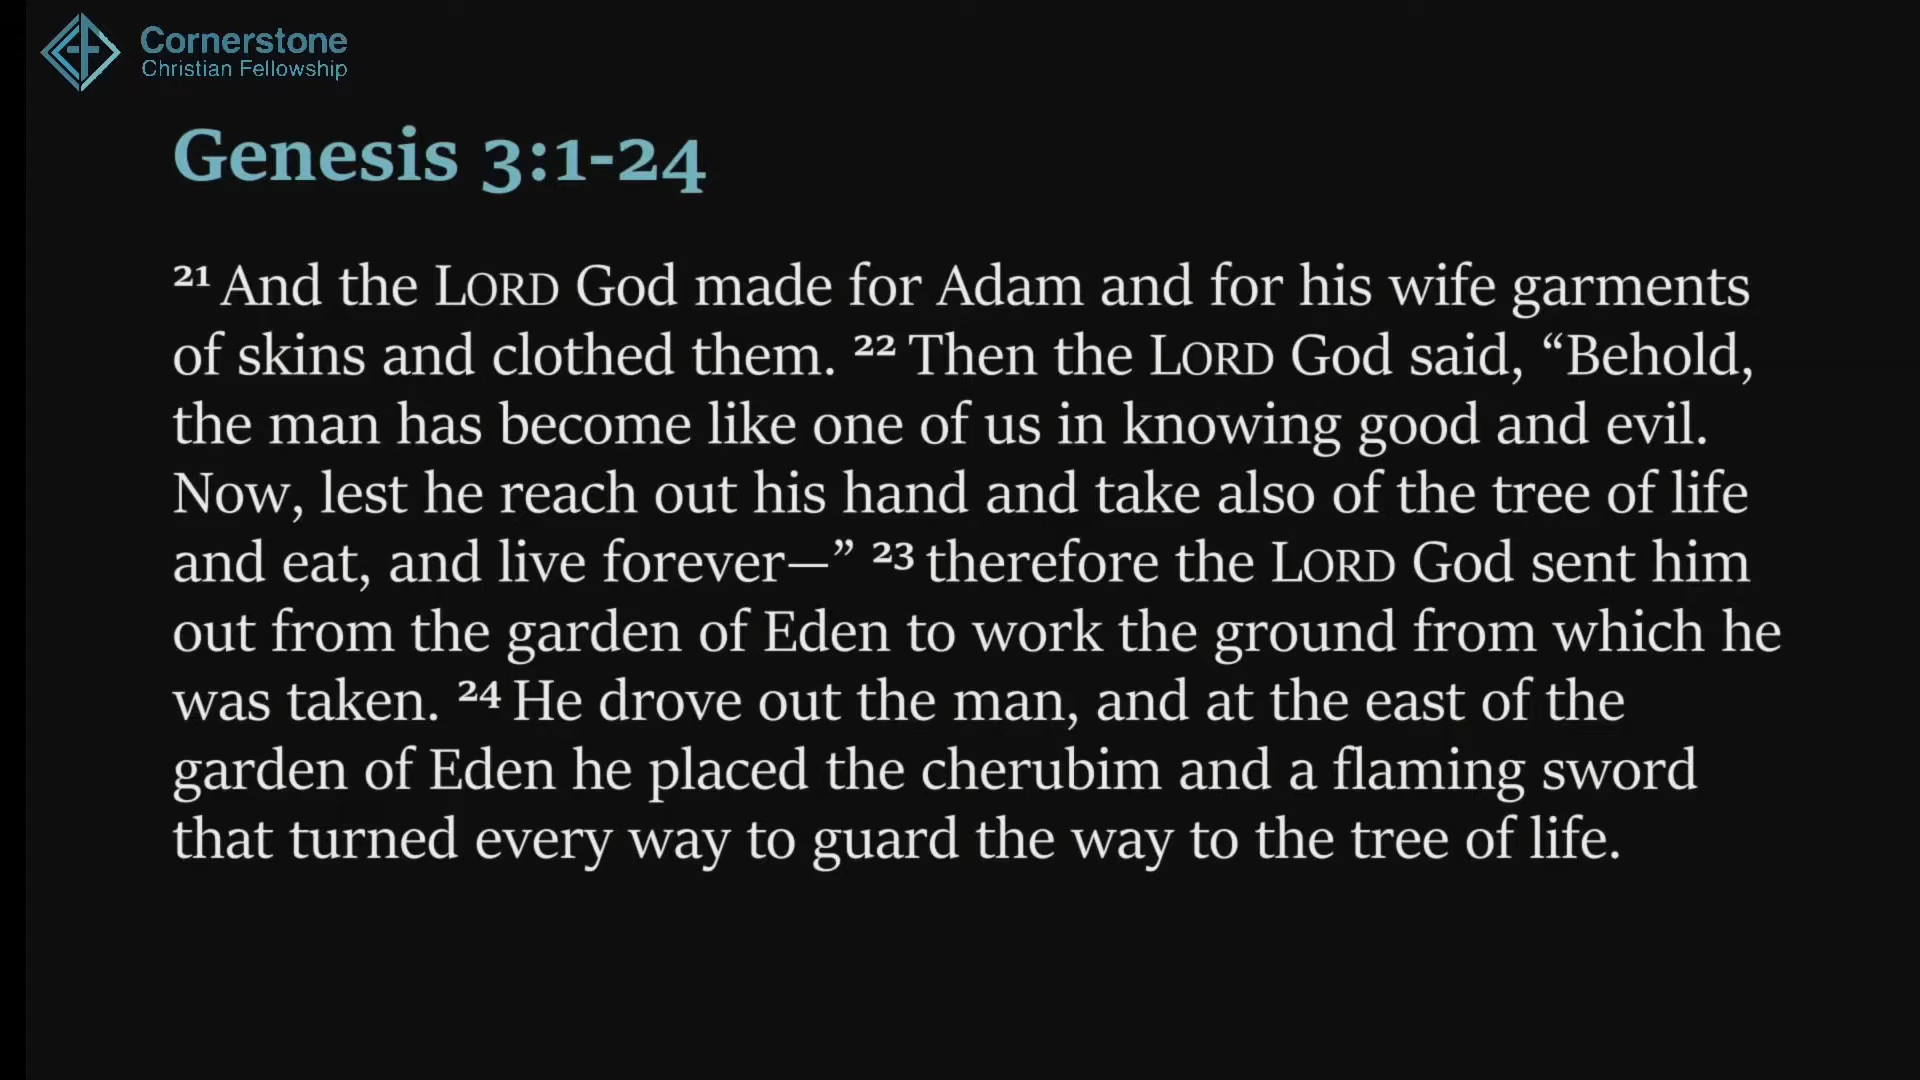 Cornerstone
Christian Fellowship
Genesis 3:1-24
21 And the LORD God made for Adam and for his wife garments
of skins and clothed them. 22 Then the LORD God said, “Behold,
the man has become like one of us in knowing good and evil.
Now, lest he reach out his hand and take also of the tree of life
and eat, and live forever—” 23 therefore the LORD God sent him
out from the garden of Eden to work the ground from which he
was taken. 24 He drove out the man, and at the east of the
garden of Eden he placed the cherubim and a flaming sword
that turned every way to guard the way to the tree of life.